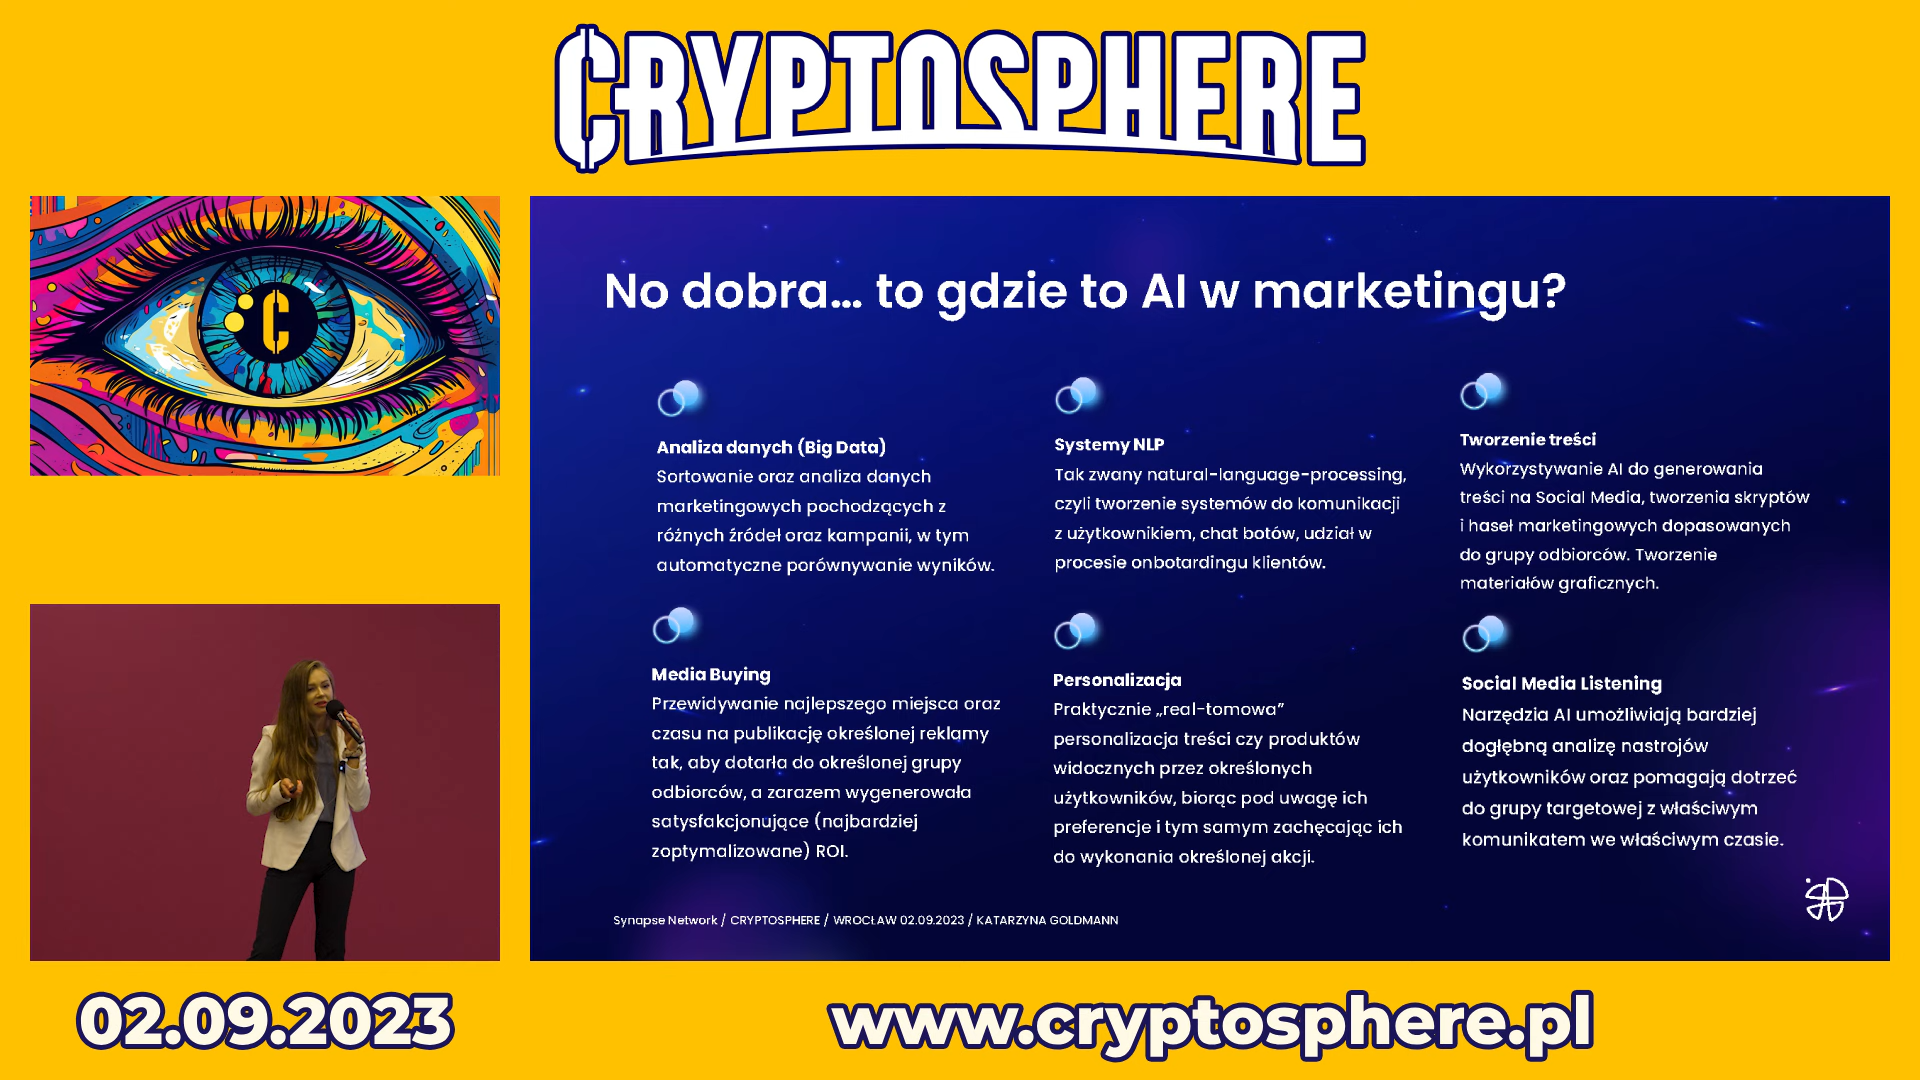 CRYPTOSPHERE
No dobra... to gdzie to AI w marketingu?
Analiza danych (Big Data)
Sortowanie oraz analiza danych
marketingowych pochodzących z
różnych źródeł oraz kampanii, w tym
automatyczne porównywanie wyników.
Systemy NLP
Tak zwany natural-language-processing,
czyli tworzenie systemów do komunikacji
z użytkownikiem, chat botów, udział w
procesie onbotardingu klientów.
Tworzenie treści
Wykorzystywanie AI do generowania
treści na Social Media, tworzenia skryptów
i haseł marketingowych dopasowanych
do grupy odbiorców. Tworzenie
materiałów graficznych.
Media Buying
Przewidywanie najlepszego miejsca oraz
czasu na publikację określonej reklamy
tak, aby dotarła do określonej grupy
odbiorców, a zarazem wygenerowała
satysfakcjonujące (najbardziej
zoptymalizowane) ROI.
Personalizacja
Praktycznie „real-tomowa”
personalizacja treści czy produktów
widocznych przez określonych
użytkowników, biorąc pod uwagę ich
preferencje i tym samym zachęcając ich
do wykonania określonej akcji.
Social Media Listening
Narzędzia AI umożliwiają bardziej
dogłębną analizę nastrojów
użytkowników oraz pomagają dotrzeć
do grupy targetowej z właściwym
komunikatem we właściwym czasie.
Synapse Network / CRYPTOSPHERE / WROCŁAW 02.09.2023 / KATARZYNA GOLDMANN
02.09.2023
www.cryptosphere.pl